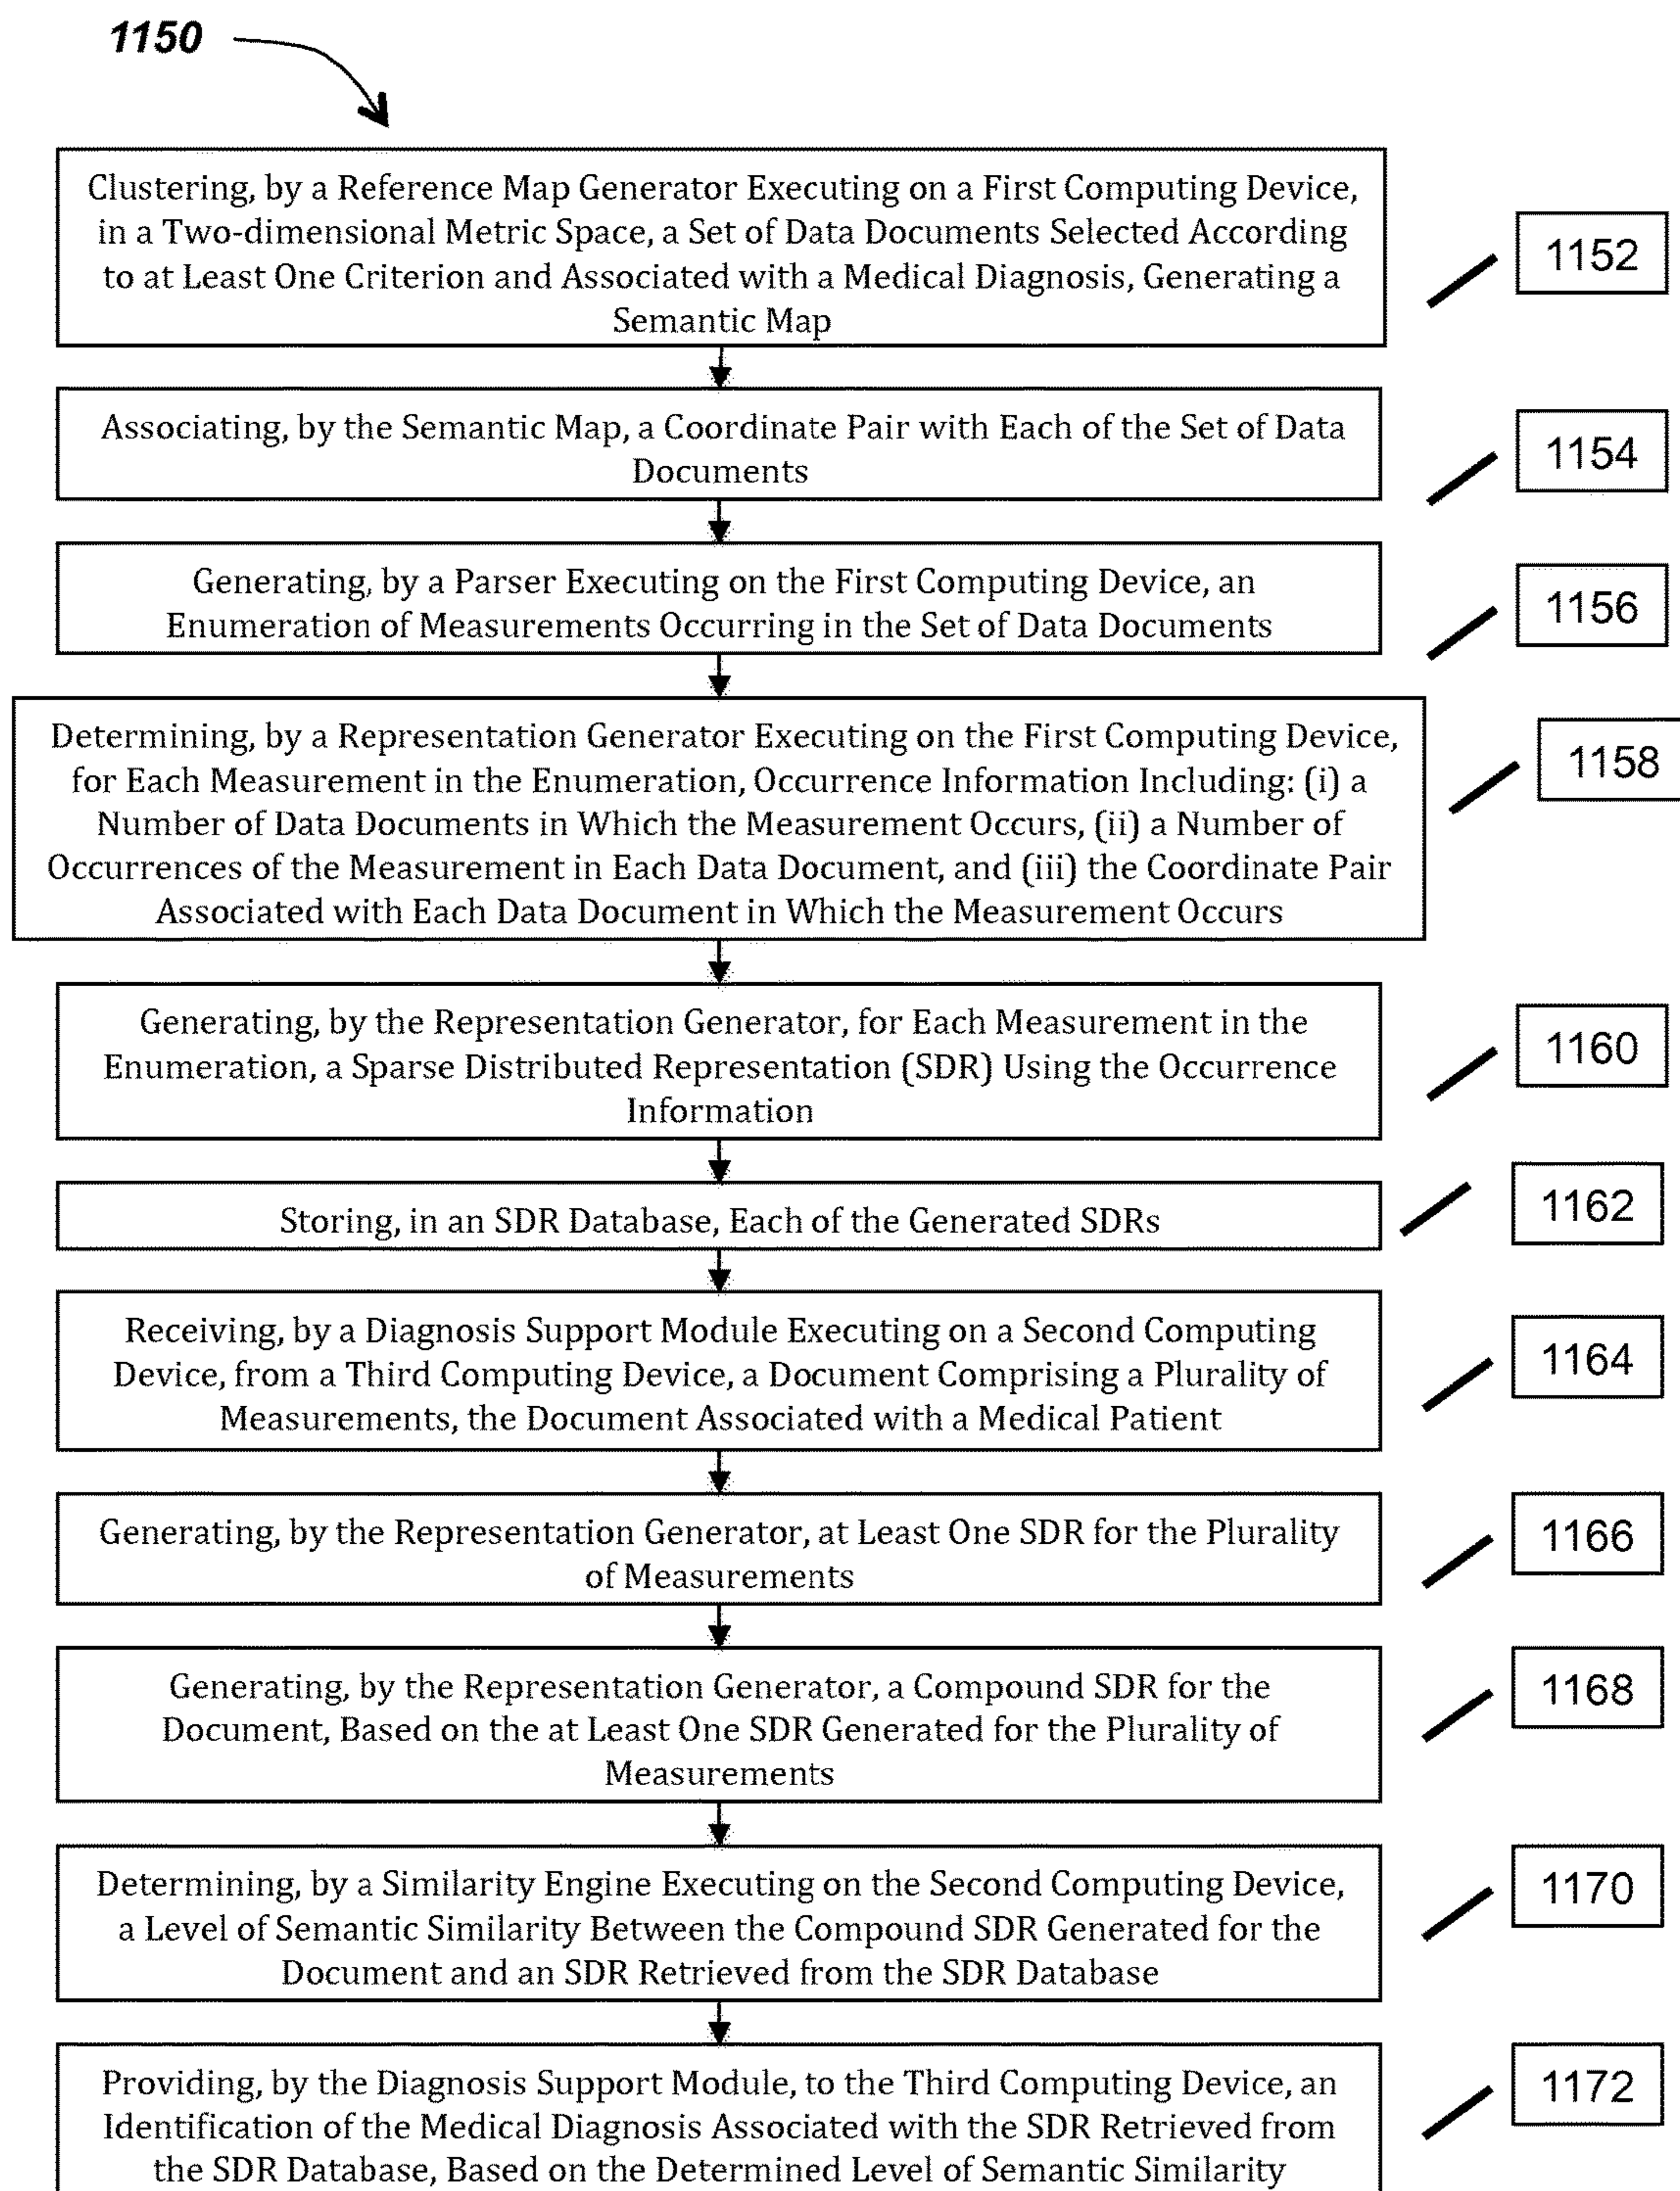 1150
Clustering, by a Reference Map Generator Executing on a First Computing Device,
in a Two-dimensional Metric Space, a Set of Data Documents Selected According
to at Least One Criterion and Associated with a Medical Diagnosis, Generating a
Semantic Map
1152
Associating, by the Semantic Map, a Coordinate Pair with Each of the Set of Data
Documents
1154
Generating, by a Parser Executing on the First Computing Device, an
Enumeration of Measurements Occurring in the Set of Data Documents
1156
Determining, by a Representation Generator Executing on the First Computing Device,
for Each Measurement in the Enumeration, Occurrence Information Including: (i) a
Number of Data Documents in Which the Measurement Occurs, (ii) a Number of
Occurrences of the Measurement in Each Data Document, and (iii) the Coordinate Pair
Associated with Each Data Document in Which the Measurement Occurs
1158
Generating, by the Representation Generator, for Each Measurement in the
Enumeration, a Sparse Distributed Representation (SDR) Using the Occurrence
Information
1160
Storing, in an SDR Database, Each of the Generated SDRs
1162
Receiving, by a Diagnosis Support Module Executing on a Second Computing
Device, from a Third Computing Device, a Document Comprising a Plurality of
Measurements, the Document Associated with a Medical Patient
1164
Generating, by the Representation Generator, at Least One SDR for the Plurality
of Measurements
1166
Generating, by the Representation Generator, a Compound SDR for the
Document, Based on the at Least One SDR Generated for the Plurality of
Measurements
1168
Determining, by a Similarity Engine Executing on the Second Computing Device,
a Level of Semantic Similarity Between the Compound SDR Generated for the
Document and an SDR Retrieved from the SDR Database
1170
Providing, by the Diagnosis Support Module, to the Third Computing Device, an
Identification of the Medical Diagnosis Associated with the SDR Retrieved from
the SDR Database, Based on the Determined Level of Semantic Similarity
1172